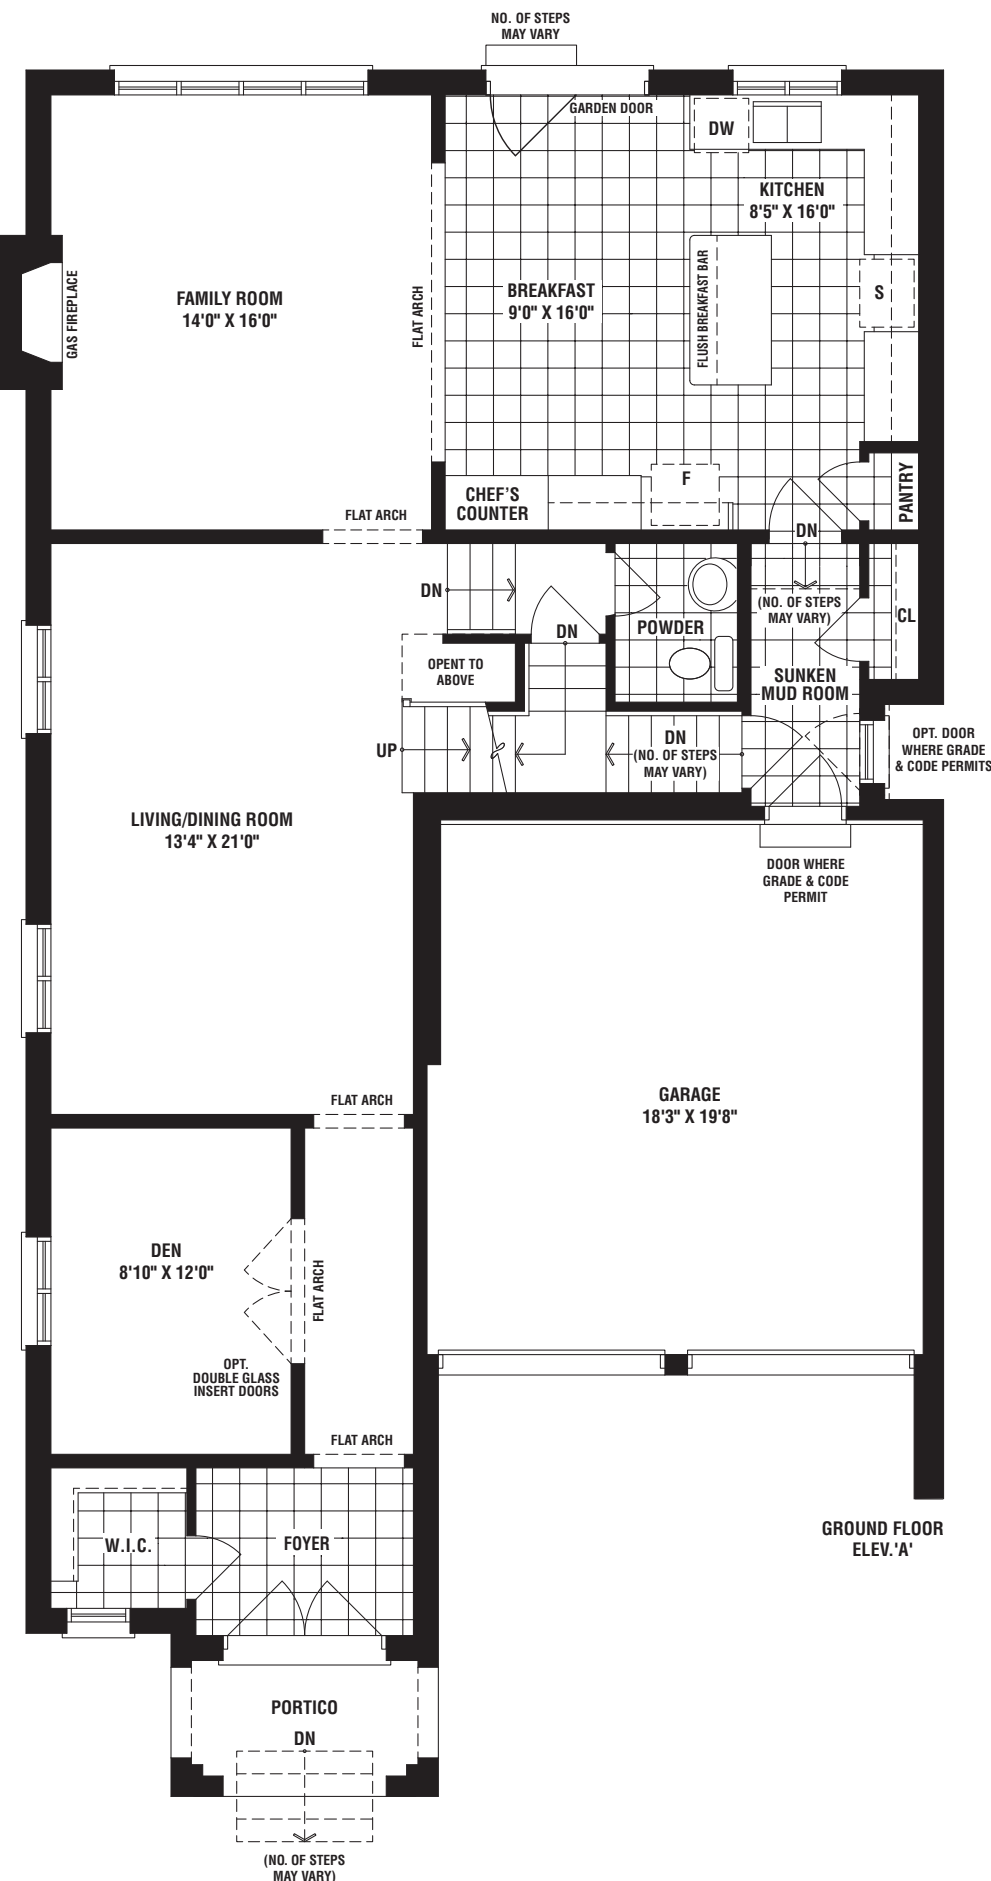 NO. OF STEPS
MAY VARY
GARDEN DOOR
DW
KITCHEN
8'5" X 16'0"
FAMILY ROOM
14'0" X 16'0"
GAS FIREPLACE
FLAT ARCH
BREAKFAST
9'0" X 16'0"
FLUSH BREAKFAST BAR
S
CHEF'S
COUNTER
F
PANTRY
FLAT ARCH
DN
DN
(NO. OF STEPS
MAY VARY)
CL
DN
POWDER
OPENT TO
ABOVE
SUNKEN
MUD ROOM
UP
DN
(NO. OF STEPS
MAY VARY)
OPT. DOOR
WHERE GRADE
& CODE PERMITS
LIVING/DINING ROOM
13'4" X 21'0"
DOOR WHERE
GRADE & CODE
PERMIT
GARAGE
18'3" X 19'8"
FLAT ARCH
DEN
8'10" X 12'0"
FLAT ARCH
OPT.
DOUBLE GLASS
INSERT DOORS
FLAT ARCH
W.I.C.
FOYER
GROUND FLOOR
ELEV.'A'
PORTICO
DN
(NO. OF STEPS
MAY VARY)